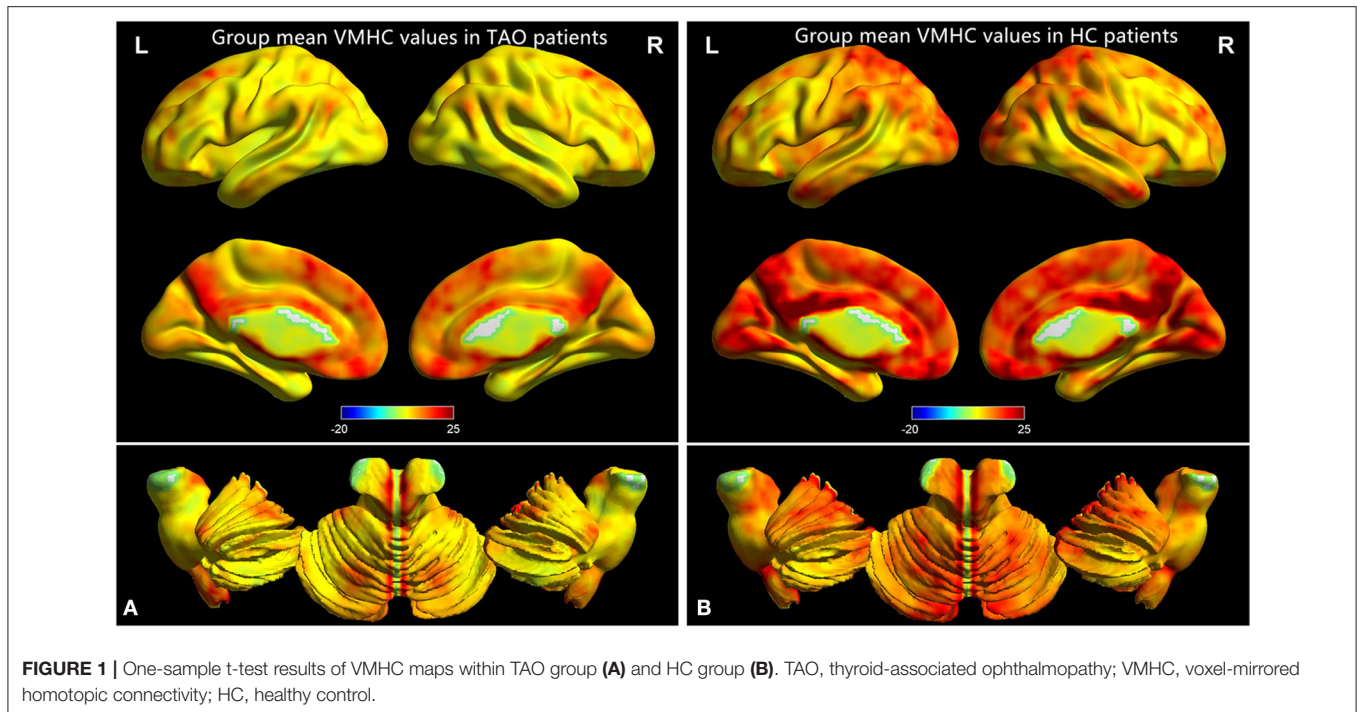 L Group mean VMHC values in TAO patients R
L Group mean VMHC values in HC patients R
-20 25
-20 25
A
B
FIGURE 1 | One-sample t-test results of VMHC maps within TAO group (A) and HC group (B). TAO, thyroid-associated ophthalmopathy; VMHC, voxel-mirrored
homotopic connectivity; HC, healthy control.